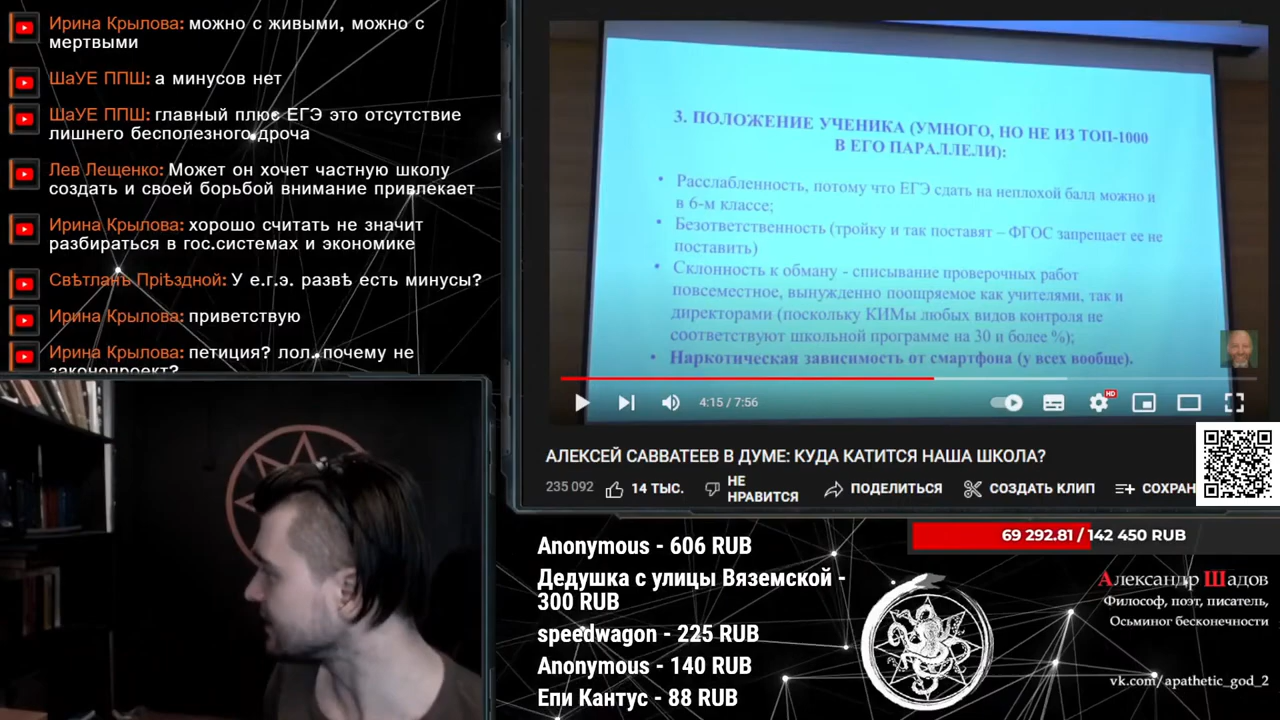 Ирина Крылова: можно с живыми, можно с
мертвыми
ШаУЕ ППШ: а минусов нет
ШаУЕ ППШ: главный плюс ЕГЭ это отсутствие
лишнего бесполезного дроча
Лев Лещенко: Может он хочет частную школу
создать и своей борьбой внимание привлекает
Ирина Крылова: хорошо считать не значит
разбираться в гос.системах и экономике
Свѣтланъ Прiѣздной: У е.г.э. развѣ есть минусы?
Ирина Крылова: приветствую
Ирина Крылова: петиция? лол. почему не
законопроект?
3. ПОЛОЖЕНИЕ УЧЕНИКА (УМНОГО, НО НЕ ИЗ ТОП-1000
В ЕГО ПАРАЛЛЕЛИ):
• Расслабленность, потому что ЕГЭ сдать на неплохой балл можно и
в 6-м классе;
• Безответственность (тройку и так поставят – ФГОС запрещает ее не
поставить)
• Склонность к обману - списывание проверочных работ
повсеместное, вынужденно поощряемое как учителями, так и
директорами (поскольку КИМы любых видов контроля не
соответствуют школьной программе на 30 и более %);
• Наркотическая зависимость от смартфона (у всех вообще).
4:15 / 7:56
HD
АЛЕКСЕЙ САВВАТЕЕВ В ДУМЕ: КУДА КАТИТСЯ НАША ШКОЛА?
235 092 14 ТЫС. НЕ НРАВИТСЯ ПОДЕЛИТЬСЯ СОЗДАТЬ КЛИП СОХРАН
69 292.81 / 142 450 RUB
Anonymous - 606 RUB
Дедушка с улицы Вяземской -
300 RUB
speedwagon - 225 RUB
Anonymous - 140 RUB
Епи Кантус - 88 RUB
Александр Шадов
Философ, поэт, писатель,
Осьминог бесконечности
vk.com/apathetic_god_2